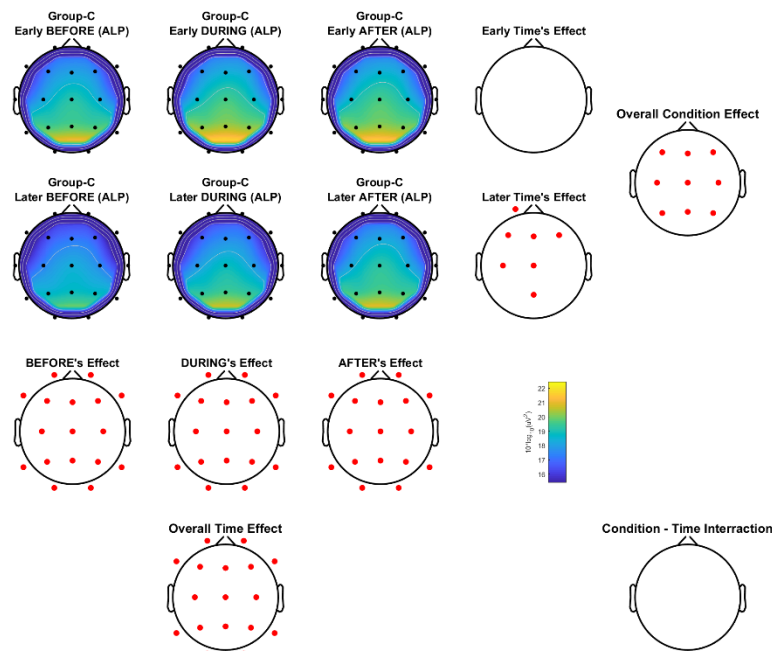 Group-C
Early BEFORE (ALP)
Group-C
Early DURING (ALP)
Group-C
Early AFTER (ALP)
Early Time's Effect
Overall Condition Effect
Group-C
Later BEFORE (ALP)
Group-C
Later DURING (ALP)
Group-C
Later AFTER (ALP)
Later Time's Effect
BEFORE's Effect
DURING's Effect
AFTER's Effect
22
21
20
19
18
17
16
Overall Time Effect
Condition - Time Interraction